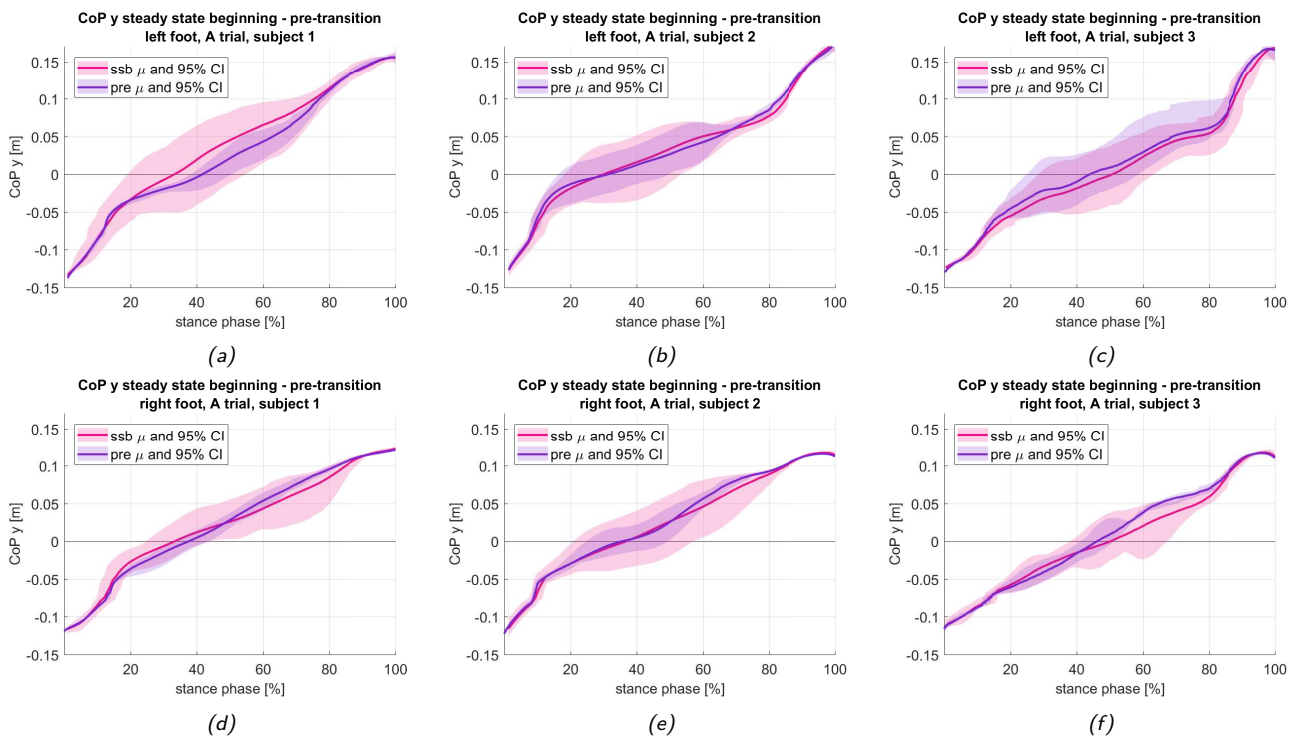 CoP y steady state beginning - pre-transition
left foot, A trial, subject 1
ssb μ and 95% CI
pre μ and 95% CI
CoP y [m]
0.15
0.1
0.05
0
-0.05
-0.1
-0.15
20 40 60 80 100
stance phase [%]
(a)
CoP y steady state beginning - pre-transition
left foot, A trial, subject 2
ssb μ and 95% CI
pre μ and 95% CI
CoP y [m]
0.15
0.1
0.05
0
-0.05
-0.1
-0.15
20 40 60 80 100
stance phase [%]
(b)
CoP y steady state beginning - pre-transition
left foot, A trial, subject 3
ssb μ and 95% CI
pre μ and 95% CI
CoP y [m]
0.15
0.1
0.05
0
-0.05
-0.1
-0.15
20 40 60 80 100
stance phase [%]
(c)
CoP y steady state beginning - pre-transition
right foot, A trial, subject 1
ssb μ and 95% CI
pre μ and 95% CI
CoP y [m]
0.15
0.1
0.05
0
-0.05
-0.1
-0.15
20 40 60 80 100
stance phase [%]
(d)
CoP y steady state beginning - pre-transition
right foot, A trial, subject 2
ssb μ and 95% CI
pre μ and 95% CI
CoP y [m]
0.15
0.1
0.05
0
-0.05
-0.1
-0.15
20 40 60 80 100
stance phase [%]
(e)
CoP y steady state beginning - pre-transition
right foot, A trial, subject 3
ssb μ and 95% CI
pre μ and 95% CI
CoP y [m]
0.15
0.1
0.05
0
-0.05
-0.1
-0.15
20 40 60 80 100
stance phase [%]
(f)